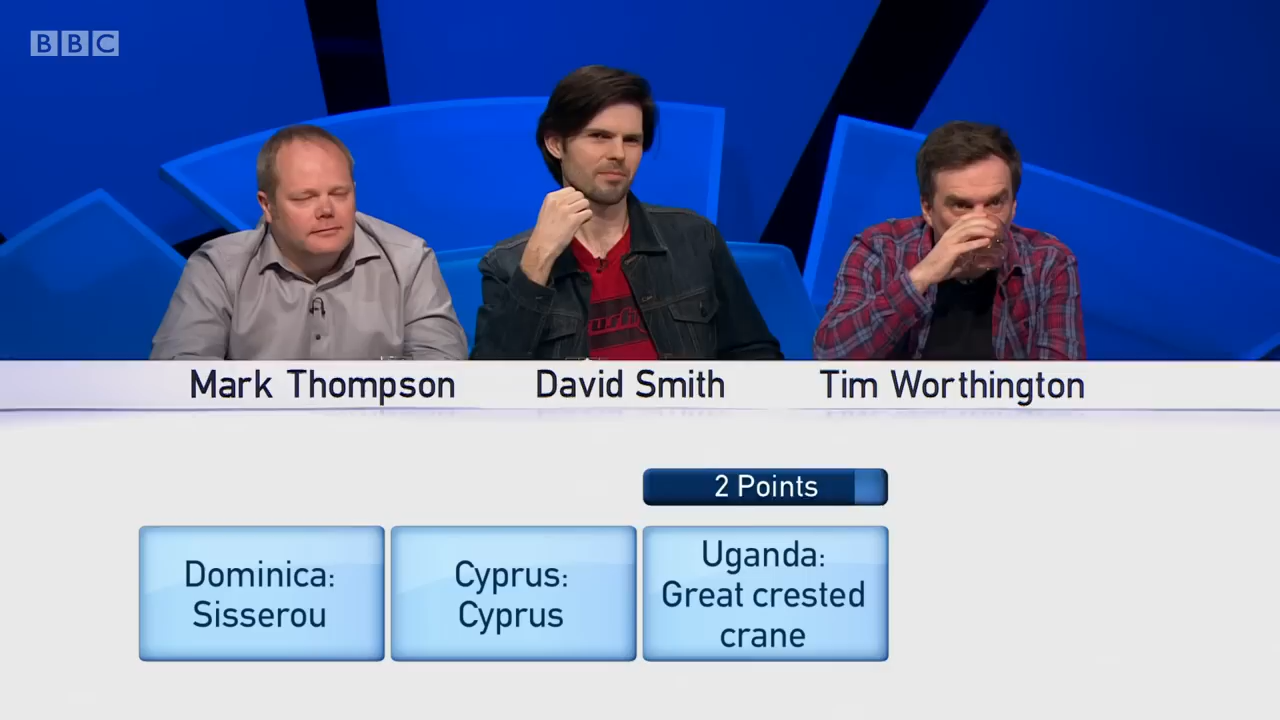 BBC
Mark Thompson
David Smith
Tim Worthington
2 Points
Dominica:
Sisserou
Cyprus:
Cyprus
Uganda:
Great crested
crane